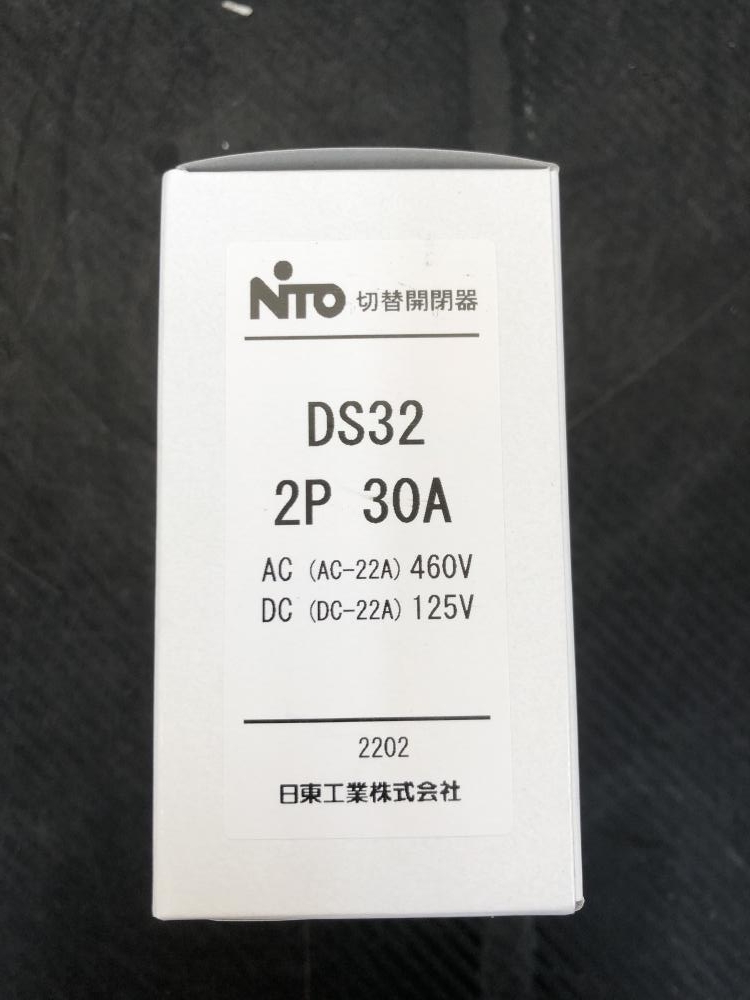 NITO 切替開閉器
DS32
2P 30A
AC (AC-22A) 460V
DC (DC-22A) 125V
2202
日東工業株式会社